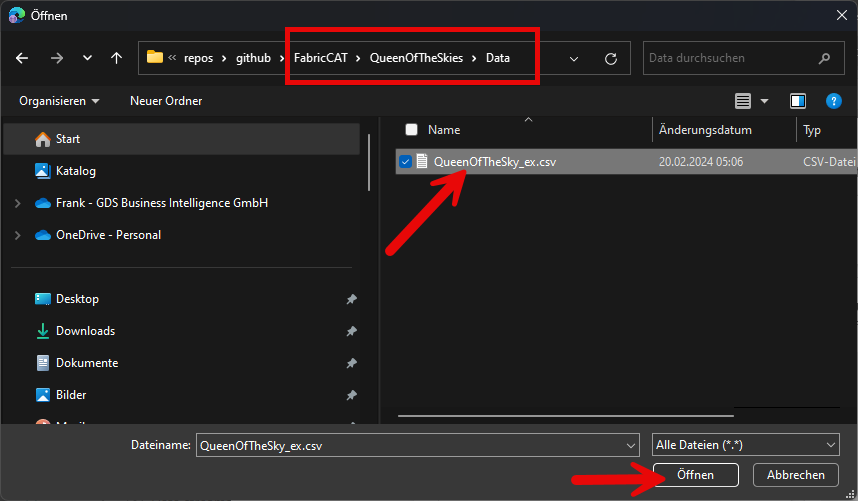 Öffnen
« repos › github › FabricCAT › QueenOfTheSkies › Data
Data durchsuchen
Organisieren
Neuer Ordner
Start
Katalog
Frank - GDS Business Intelligence GmbH
OneDrive - Personal
Desktop
Downloads
Dokumente
Bilder
Name Änderungsdatum Typ
QueenOfTheSky_ex.csv 20.02.2024 05:06 CSV-Datei
Dateiname: QueenOfTheSky_ex.csv
Alle Dateien (*.*)
Öffnen
Abbrechen